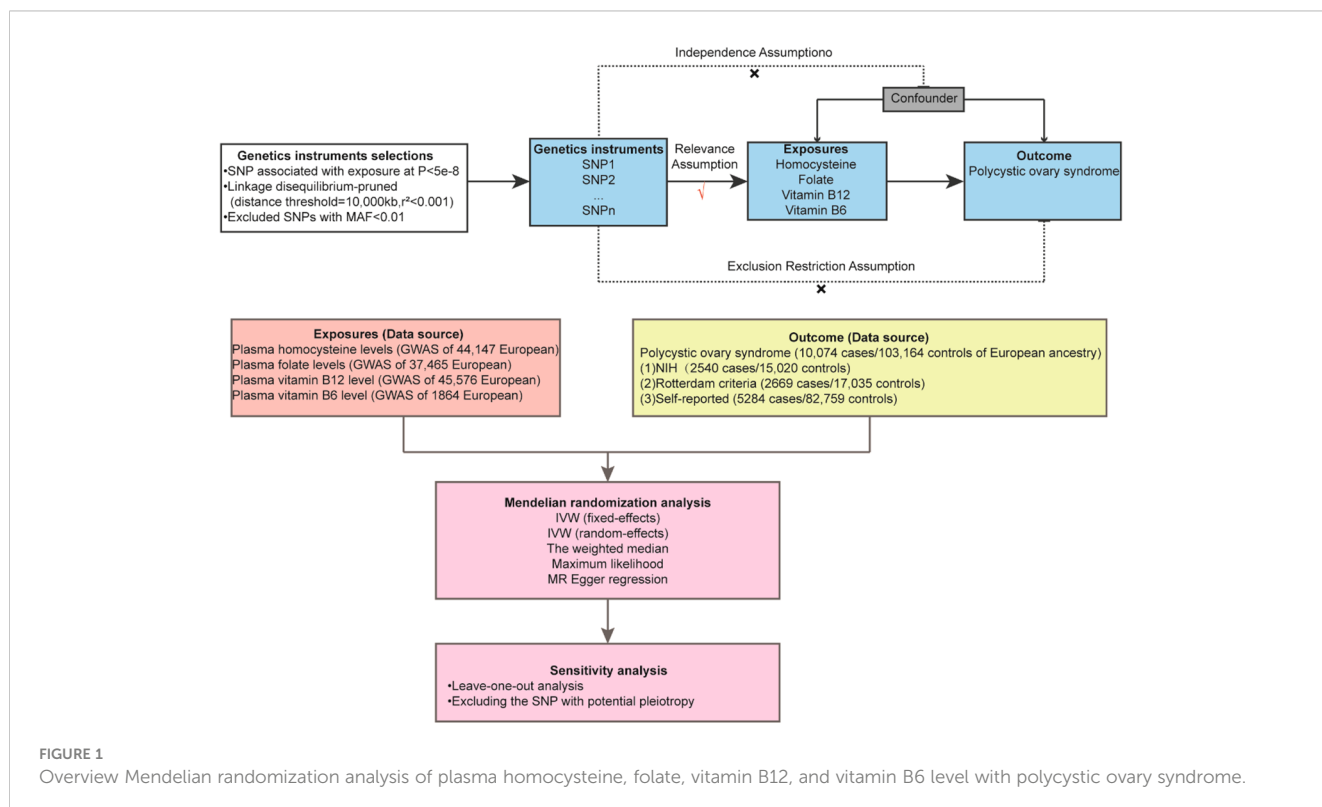 Independence Assumptiono
×
Confounder
Genetics instruments selections
•SNP associated with exposure at P<5e-8
•Linkage disequilibrium-pruned
(distance threshold=10,000kb,r²<0.001)
•Excluded SNPs with MAF<0.01
Genetics instruments
SNP1
SNP2
...
SNPn
Relevance
Assumption
√
Exposures
Homocysteine
Folate
Vitamin B12
Vitamin B6
Outcome
Polycystic ovary syndrome
Exclusion Restriction Assumption
×
Exposures (Data source)
Plasma homocysteine levels (GWAS of 44,147 European)
Plasma folate levels (GWAS of 37,465 European)
Plasma vitamin B12 level (GWAS of 45,576 European)
Plasma vitamin B6 level (GWAS of 1864 European)
Outcome (Data source)
Polycystic ovary syndrome (10,074 cases/103,164 controls of European ancestry)
(1)NIH（2540 cases/15,020 controls)
(2)Rotterdam criteria (2669 cases/17,035 controls)
(3)Self-reported (5284 cases/82,759 controls)
Mendelian randomization analysis
IVW (fixed-effects)
IVW (random-effects)
The weighted median
Maximum likelihood
MR Egger regression
Sensitivity analysis
•Leave-one-out analysis
•Excluding the SNP with potential pleiotropy
FIGURE 1
Overview Mendelian randomization analysis of plasma homocysteine, folate, vitamin B12, and vitamin B6 level with polycystic ovary syndrome.